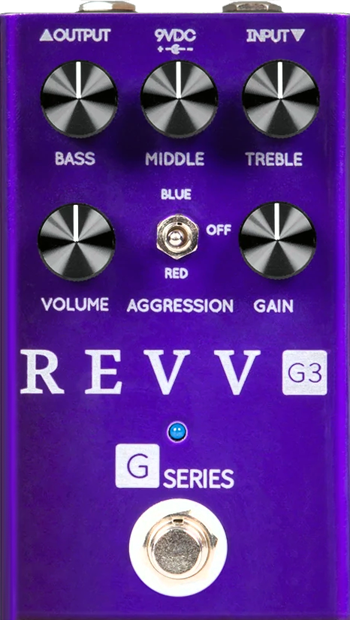 ▲OUTPUT 9VDC INPUT▼
BASS MIDDLE TREBLE
BLUE
OFF
RED
VOLUME AGGRESSION GAIN
REVV G3
G SERIES